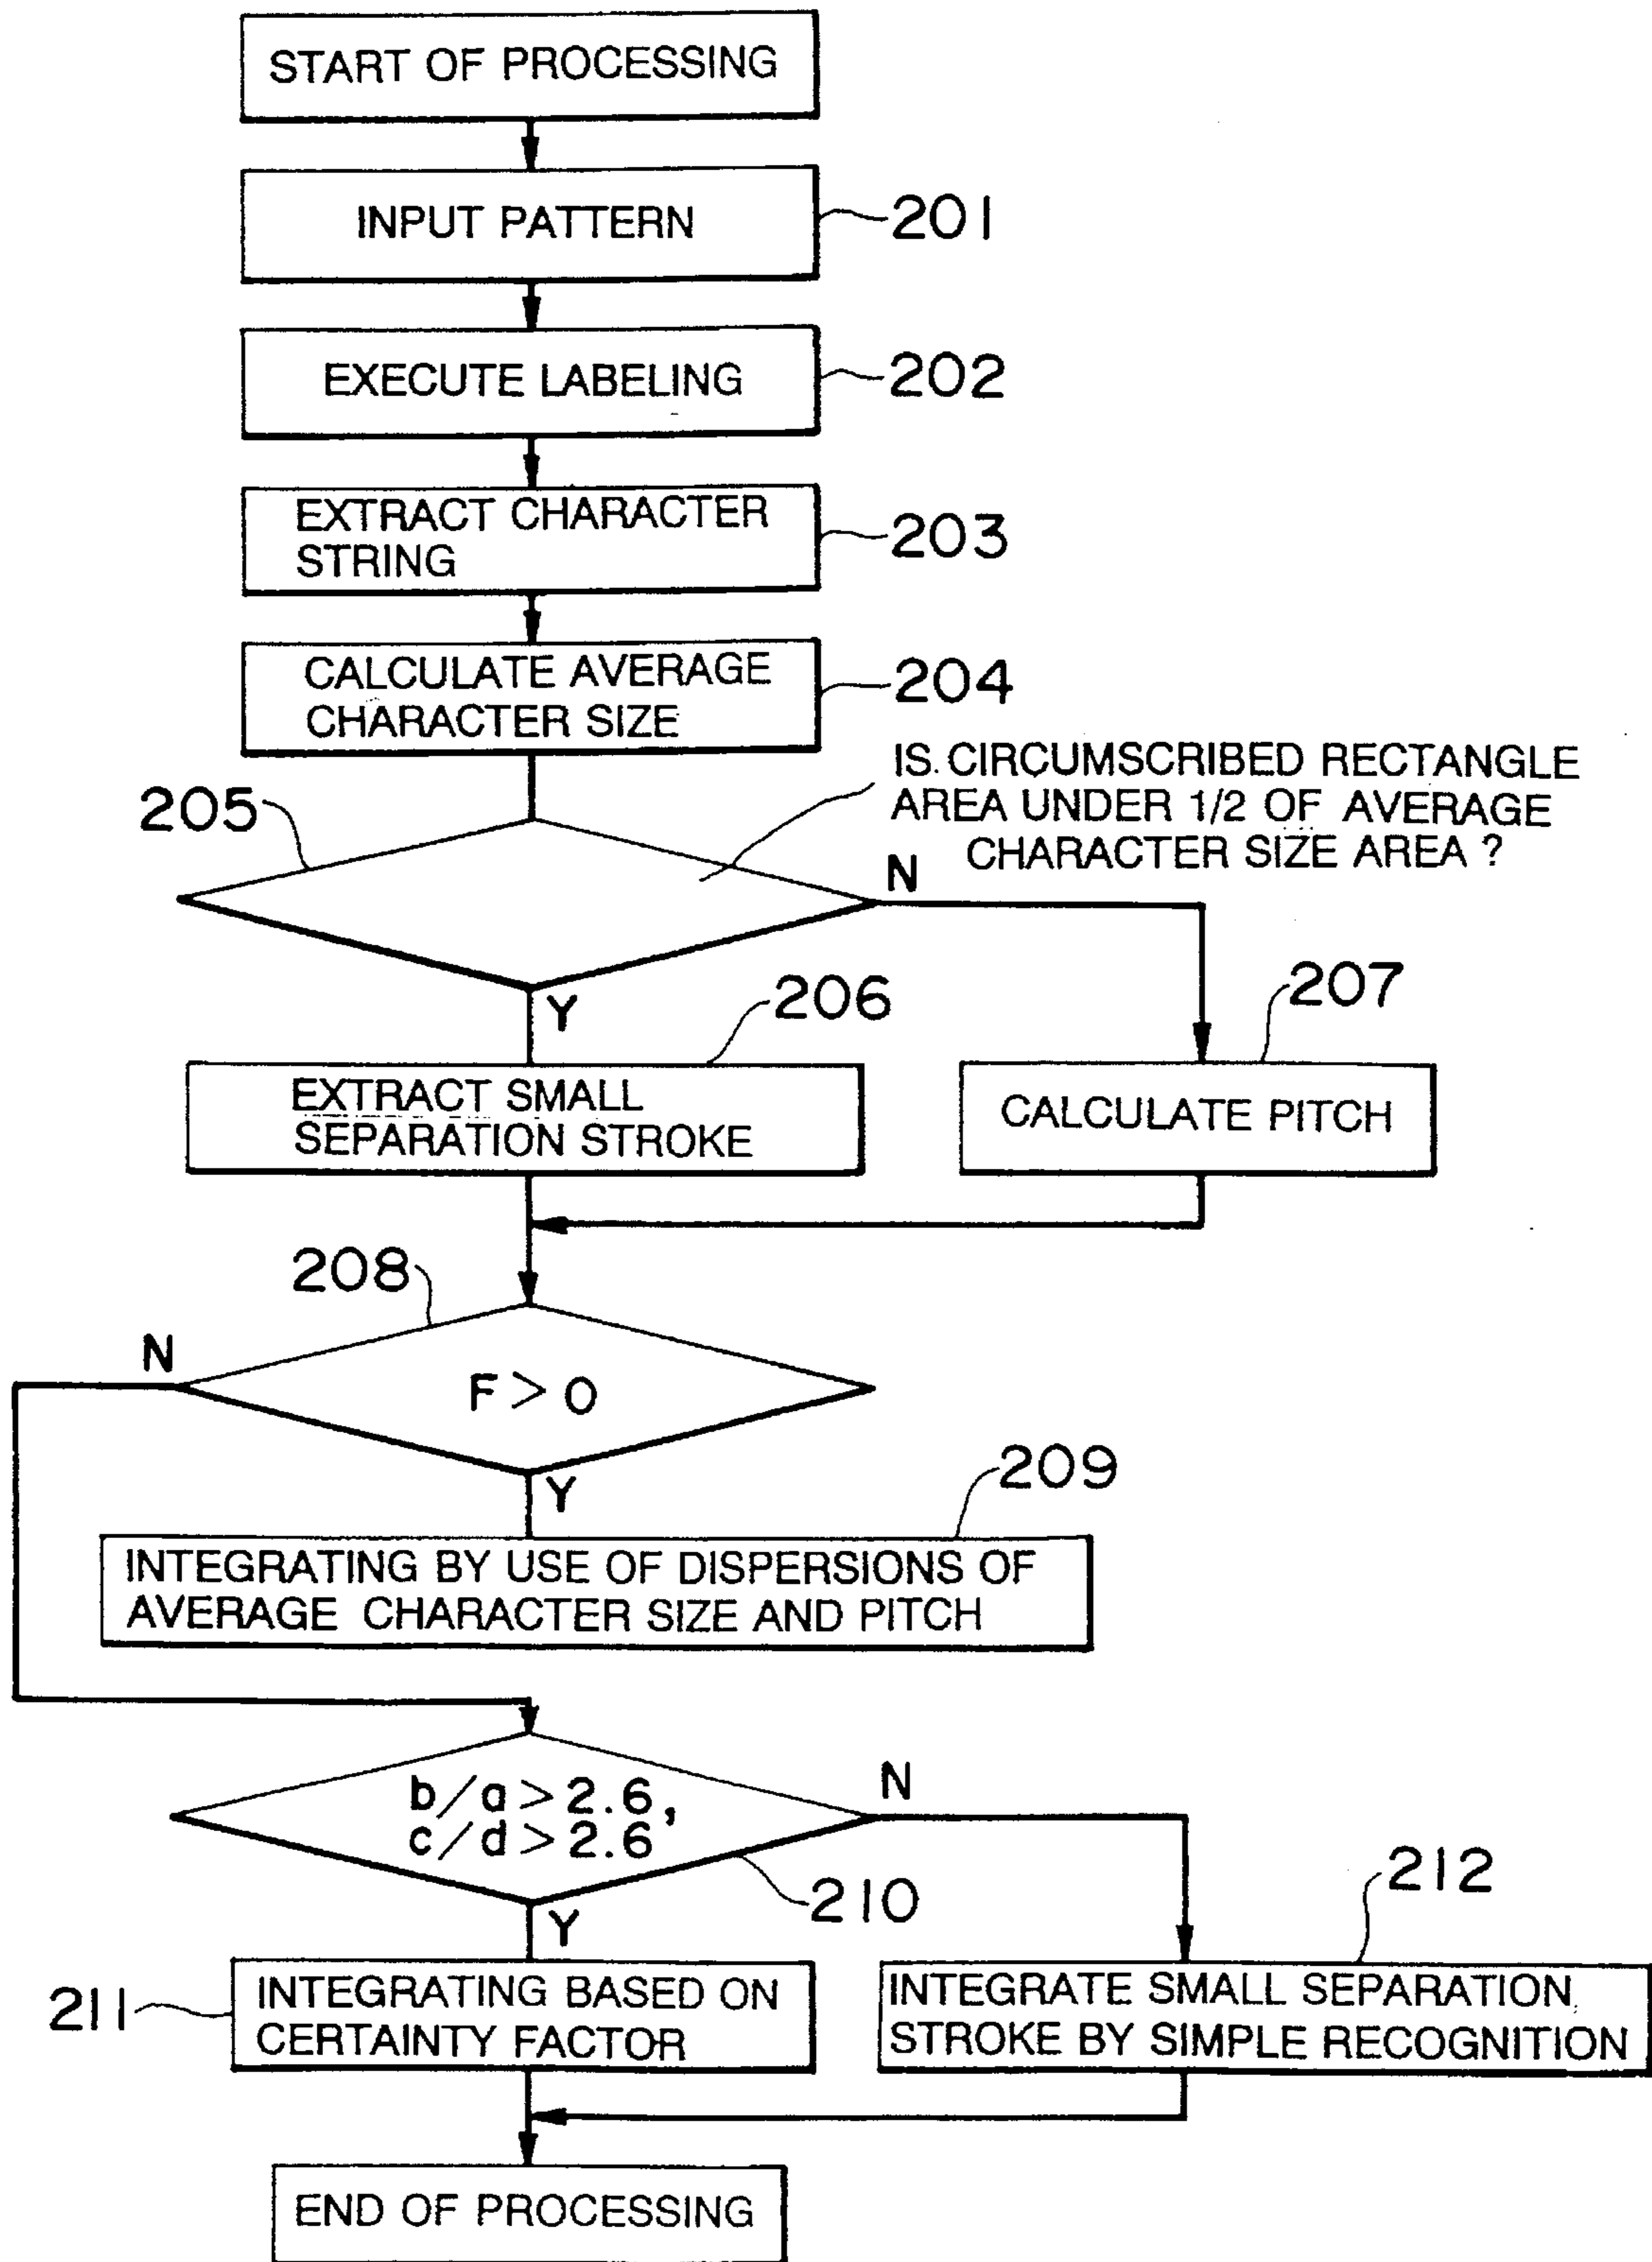 START OF PROCESSING
INPUT PATTERN
201
EXECUTE LABELING
202
EXTRACT CHARACTER
STRING
203
CALCULATE AVERAGE
CHARACTER SIZE
204
IS CIRCUMSCRIBED RECTANGLE
AREA UNDER 1/2 OF AVERAGE
CHARACTER SIZE AREA ?
205
N
Y
206
207
EXTRACT SMALL
SEPARATION STROKE
CALCULATE PITCH
208
N
F > 0
Y
209
INTEGRATING BY USE OF DISPERSIONS OF
AVERAGE CHARACTER SIZE AND PITCH
b/a > 2.6,
c/d > 2.6
N
210
Y
212
211
INTEGRATING BASED ON
CERTAINTY FACTOR
INTEGRATE SMALL SEPARATION
STROKE BY SIMPLE RECOGNITION
END OF PROCESSING